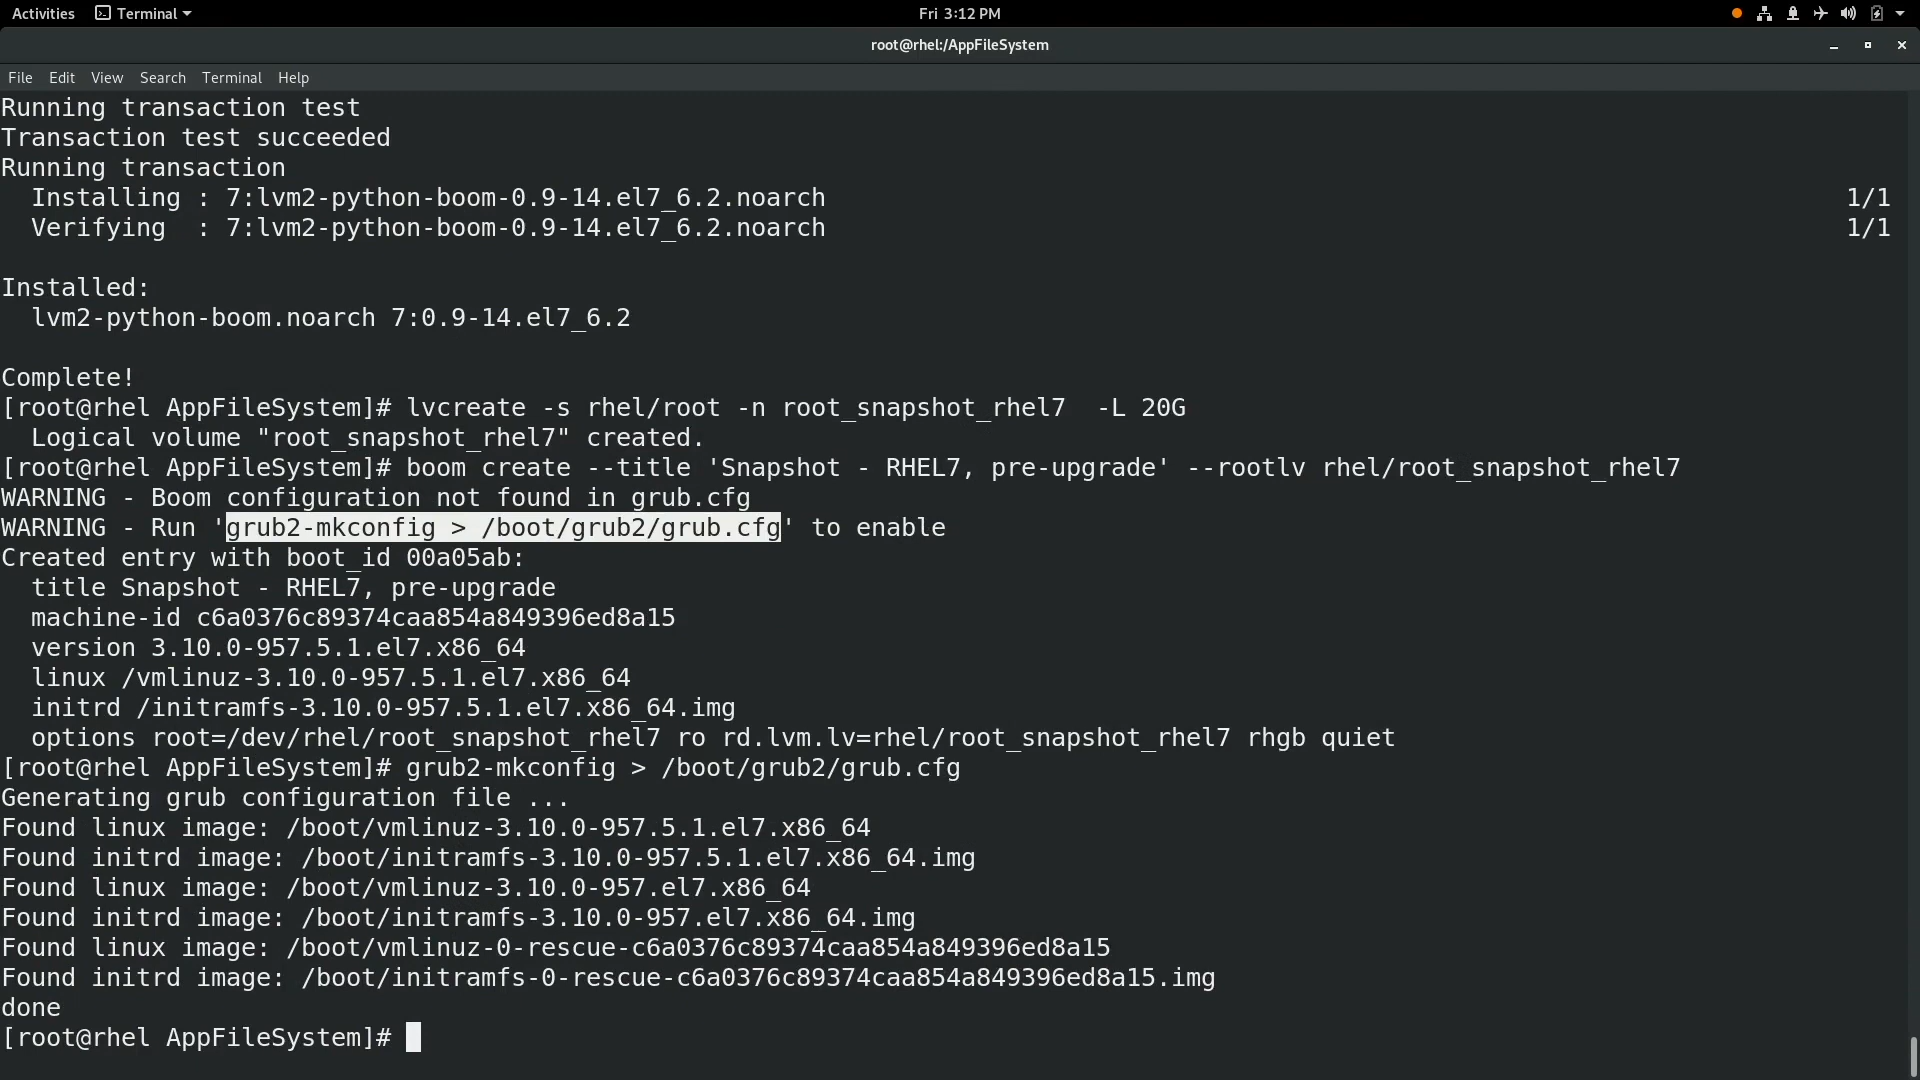 Activities Terminal Fri 3:12 PM
root@rhel:/AppFileSystem
File Edit View Search Terminal Help
Running transaction test
Transaction test succeeded
Running transaction
  Installing : 7:lvm2-python-boom-0.9-14.el7_6.2.noarch 1/1
  Verifying  : 7:lvm2-python-boom-0.9-14.el7_6.2.noarch 1/1
Installed:
  lvm2-python-boom.noarch 7:0.9-14.el7_6.2
Complete!
[root@rhel AppFileSystem]# lvcreate -s rhel/root -n root_snapshot_rhel7  -L 20G
  Logical volume "root_snapshot_rhel7" created.
[root@rhel AppFileSystem]# boom create --title 'Snapshot - RHEL7, pre-upgrade' --rootlv rhel/root_snapshot_rhel7
WARNING - Boom configuration not found in grub.cfg
WARNING - Run 'grub2-mkconfig > /boot/grub2/grub.cfg' to enable
Created entry with boot_id 00a05ab:
  title Snapshot - RHEL7, pre-upgrade
  machine-id c6a0376c89374caa854a849396ed8a15
  version 3.10.0-957.5.1.el7.x86_64
  linux /vmlinuz-3.10.0-957.5.1.el7.x86_64
  initrd /initramfs-3.10.0-957.5.1.el7.x86_64.img
  options root=/dev/rhel/root_snapshot_rhel7 ro rd.lvm.lv=rhel/root_snapshot_rhel7 rhgb quiet
[root@rhel AppFileSystem]# grub2-mkconfig > /boot/grub2/grub.cfg
Generating grub configuration file ...
Found linux image: /boot/vmlinuz-3.10.0-957.5.1.el7.x86_64
Found initrd image: /boot/initramfs-3.10.0-957.5.1.el7.x86_64.img
Found linux image: /boot/vmlinuz-3.10.0-957.el7.x86_64
Found initrd image: /boot/initramfs-3.10.0-957.el7.x86_64.img
Found linux image: /boot/vmlinuz-0-rescue-c6a0376c89374caa854a849396ed8a15
Found initrd image: /boot/initramfs-0-rescue-c6a0376c89374caa854a849396ed8a15.img
done
[root@rhel AppFileSystem]#